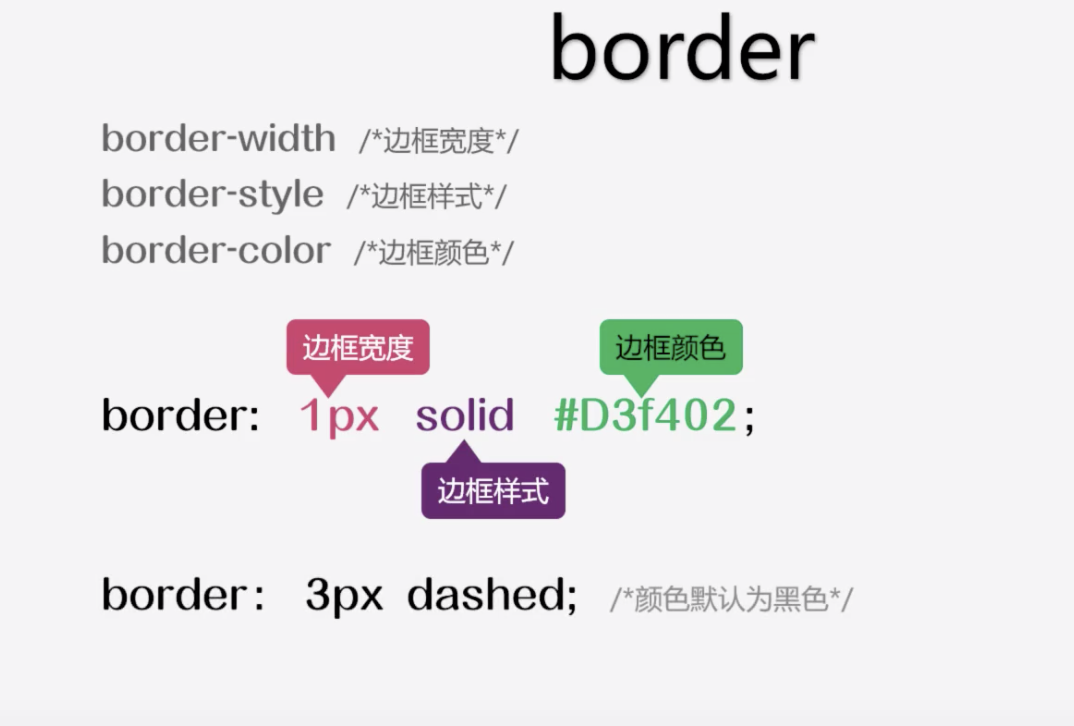 border
border-width /*边框宽度*/
border-style /*边框样式*/
border-color /*边框颜色*/
边框宽度 边框颜色
border: 1px solid #D3f402;
边框样式
border: 3px dashed; /*颜色默认为黑色*/